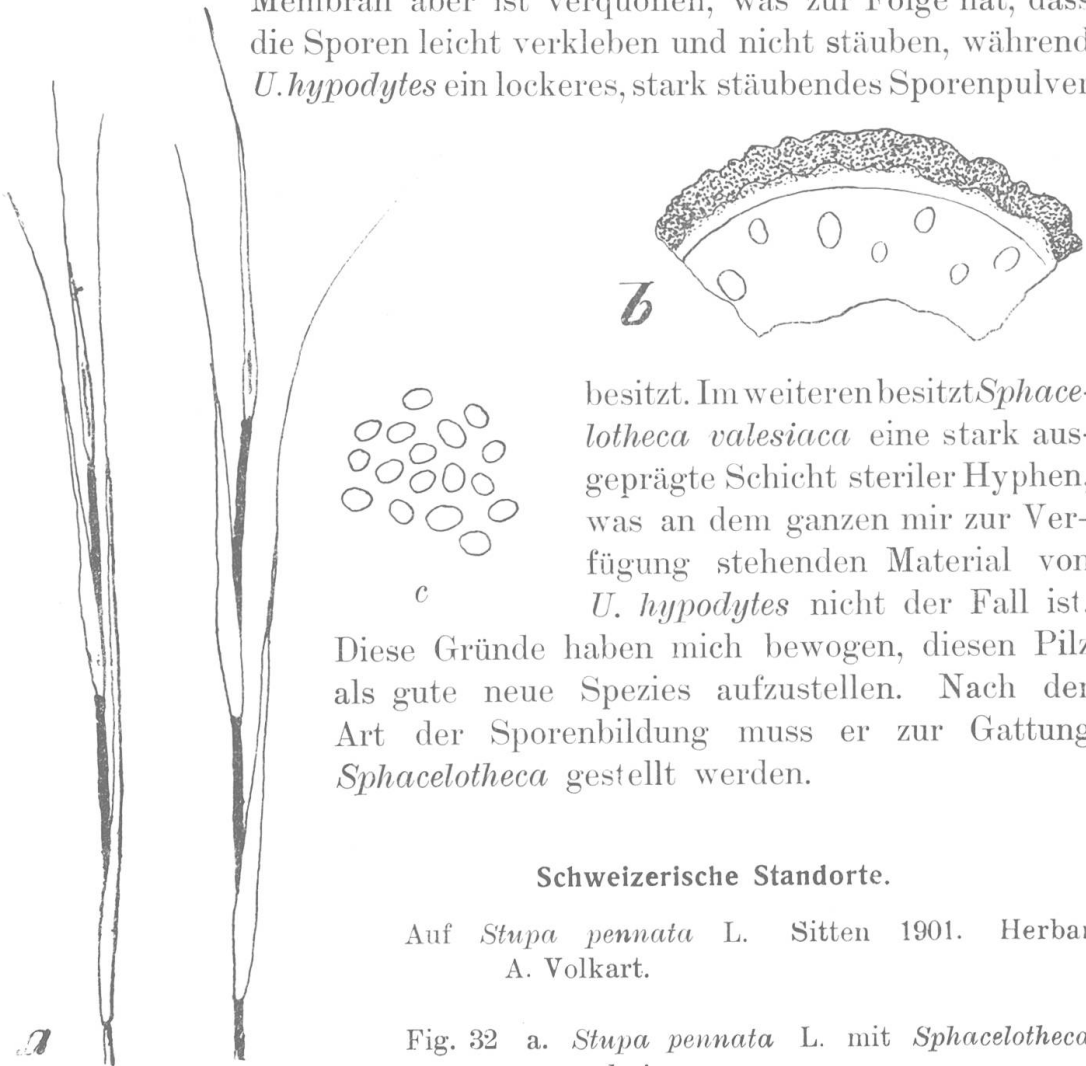 Membran aber ist verquollen, was zur Folge hat, dass
die Sporen leicht verkleben und nicht stäuben, während
U. hypodytes ein lockeres, stark stäubendes Sporenpulver
b
besitzt. Im weiteren besitzt Sphace-
lotheca valesiaca eine stark aus-
geprägte Schicht steriler Hyphen,
was an dem ganzen mir zur Ver-
fügung stehenden Material von
U. hypodytes nicht der Fall ist.
c
Diese Gründe haben mich bewogen, diesen Pilz
als gute neue Spezies aufzustellen. Nach der
Art der Sporenbildung muss er zur Gattung
Sphacelotheca gestellt werden.
Schweizerische Standorte.
Auf Stupa pennata L. Sitten 1901. Herbar
A. Volkart.
a
Fig. 32 a. Stupa pennata L. mit Sphacelotheca